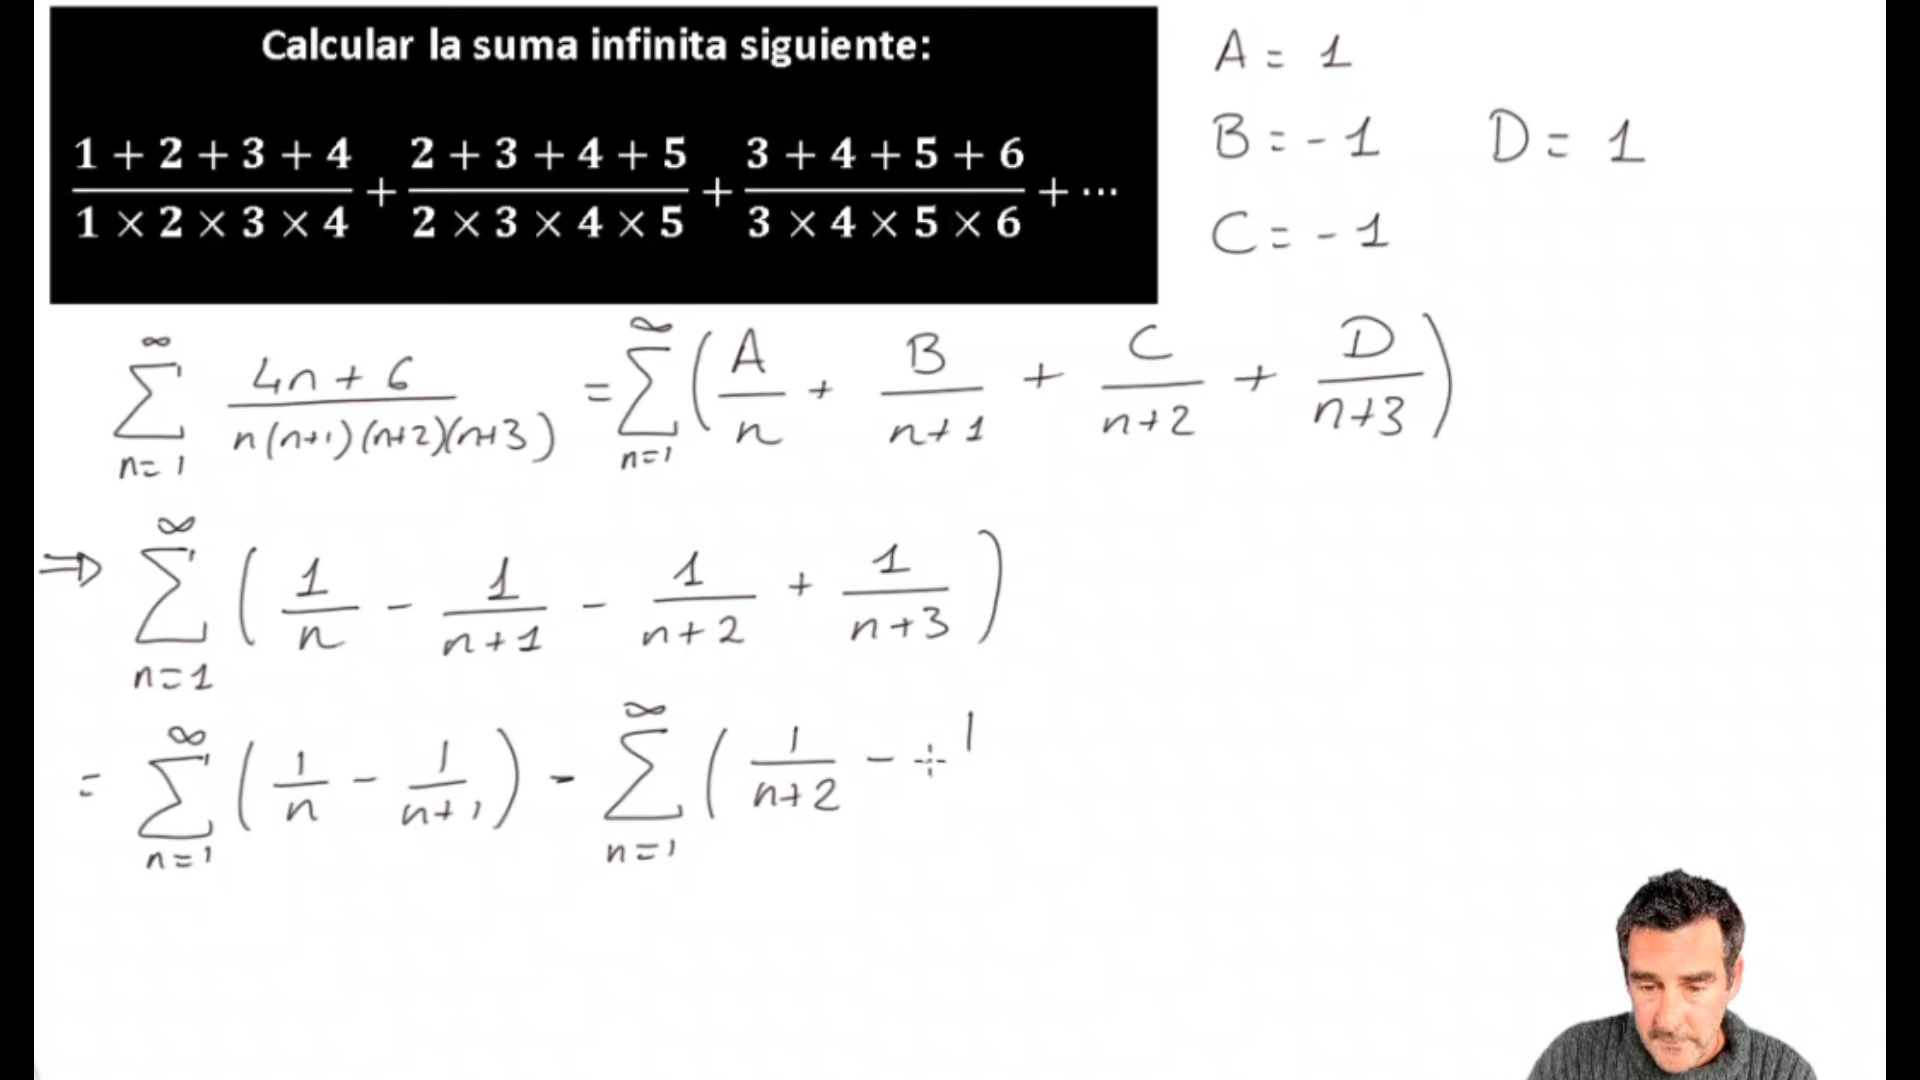 Calcular la suma infinita siguiente:
1 + 2 + 3 + 4 / 1 × 2 × 3 × 4 + 2 + 3 + 4 + 5 / 2 × 3 × 4 × 5 + 3 + 4 + 5 + 6 / 3 × 4 × 5 × 6 + ...
A = 1
B = - 1
D = 1
C = - 1
∞ ∑ n=1 4n + 6 / n(n+1)(n+2)(n+3) = ∞ ∑ n=1 ( A/n + B/n+1 + C/n+2 + D/n+3 )
⇒ ∞ ∑ n=1 ( 1/n - 1/n+1 - 1/n+2 + 1/n+3 )
= ∞ ∑ n=1 ( 1/n - 1/n+1 ) - ∞ ∑ n=1 ( 1/n+2 - 1